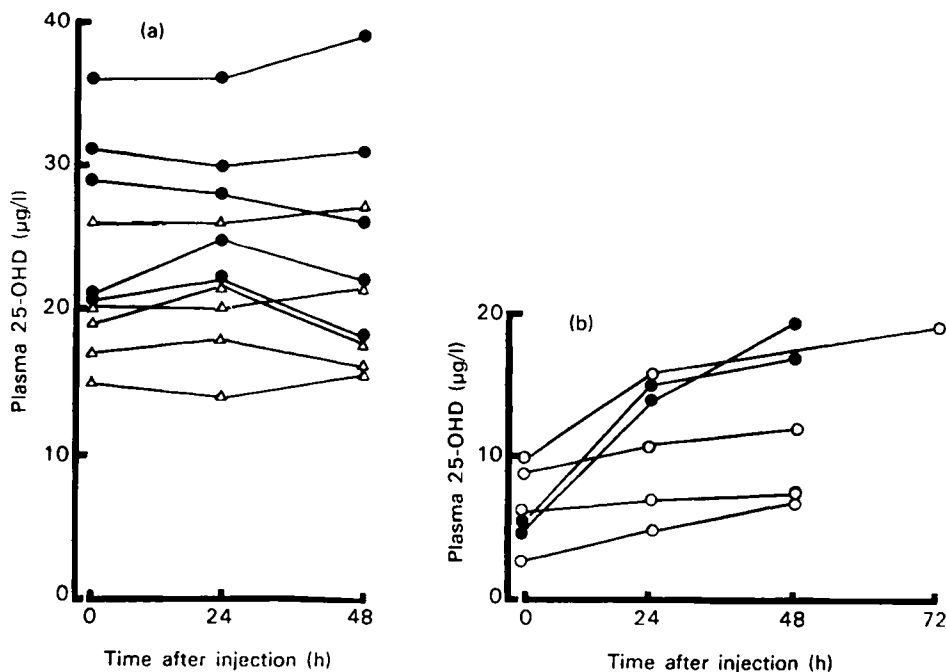 (a)
40
30
20
10
0
Plasma 25-OHD (µg/l)
0 24 48
Time after injection (h)
(b)
20
10
0
Plasma 25-OHD (µg/l)
0 24 48 72
Time after injection (h)